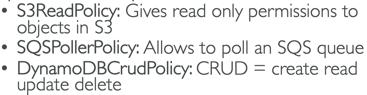 • S3ReadPolicy: Gives read only permissions to
objects in S3
• SQSPollerPolicy: Allows to poll an SQS queue
• DynamoDBCrudPolicy: CRUD = create read
update delete